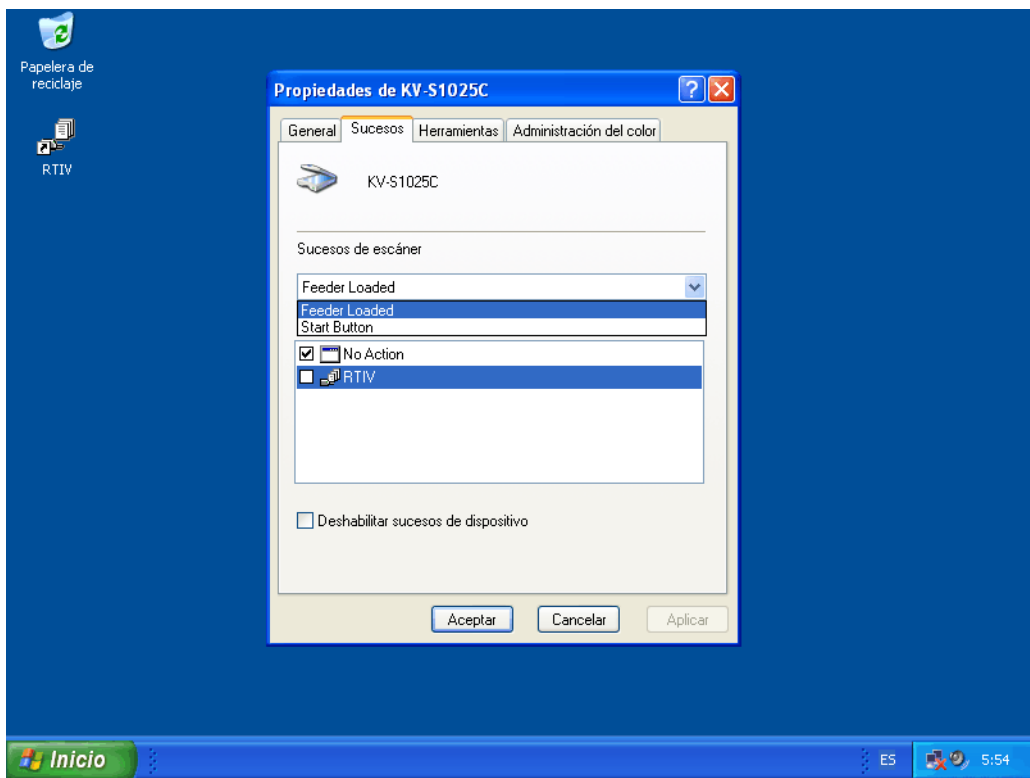 Papelera de
reciclaje
RTIV
Propiedades de KV-S1025C
General Sucesos Herramientas Administración del color
KV-S1025C
Sucesos de escáner
Feeder Loaded
Feeder Loaded
Start Button
No Action
RTIV
Deshabilitar sucesos de dispositivo
Aceptar Cancelar Aplicar
Inicio ES 5:54